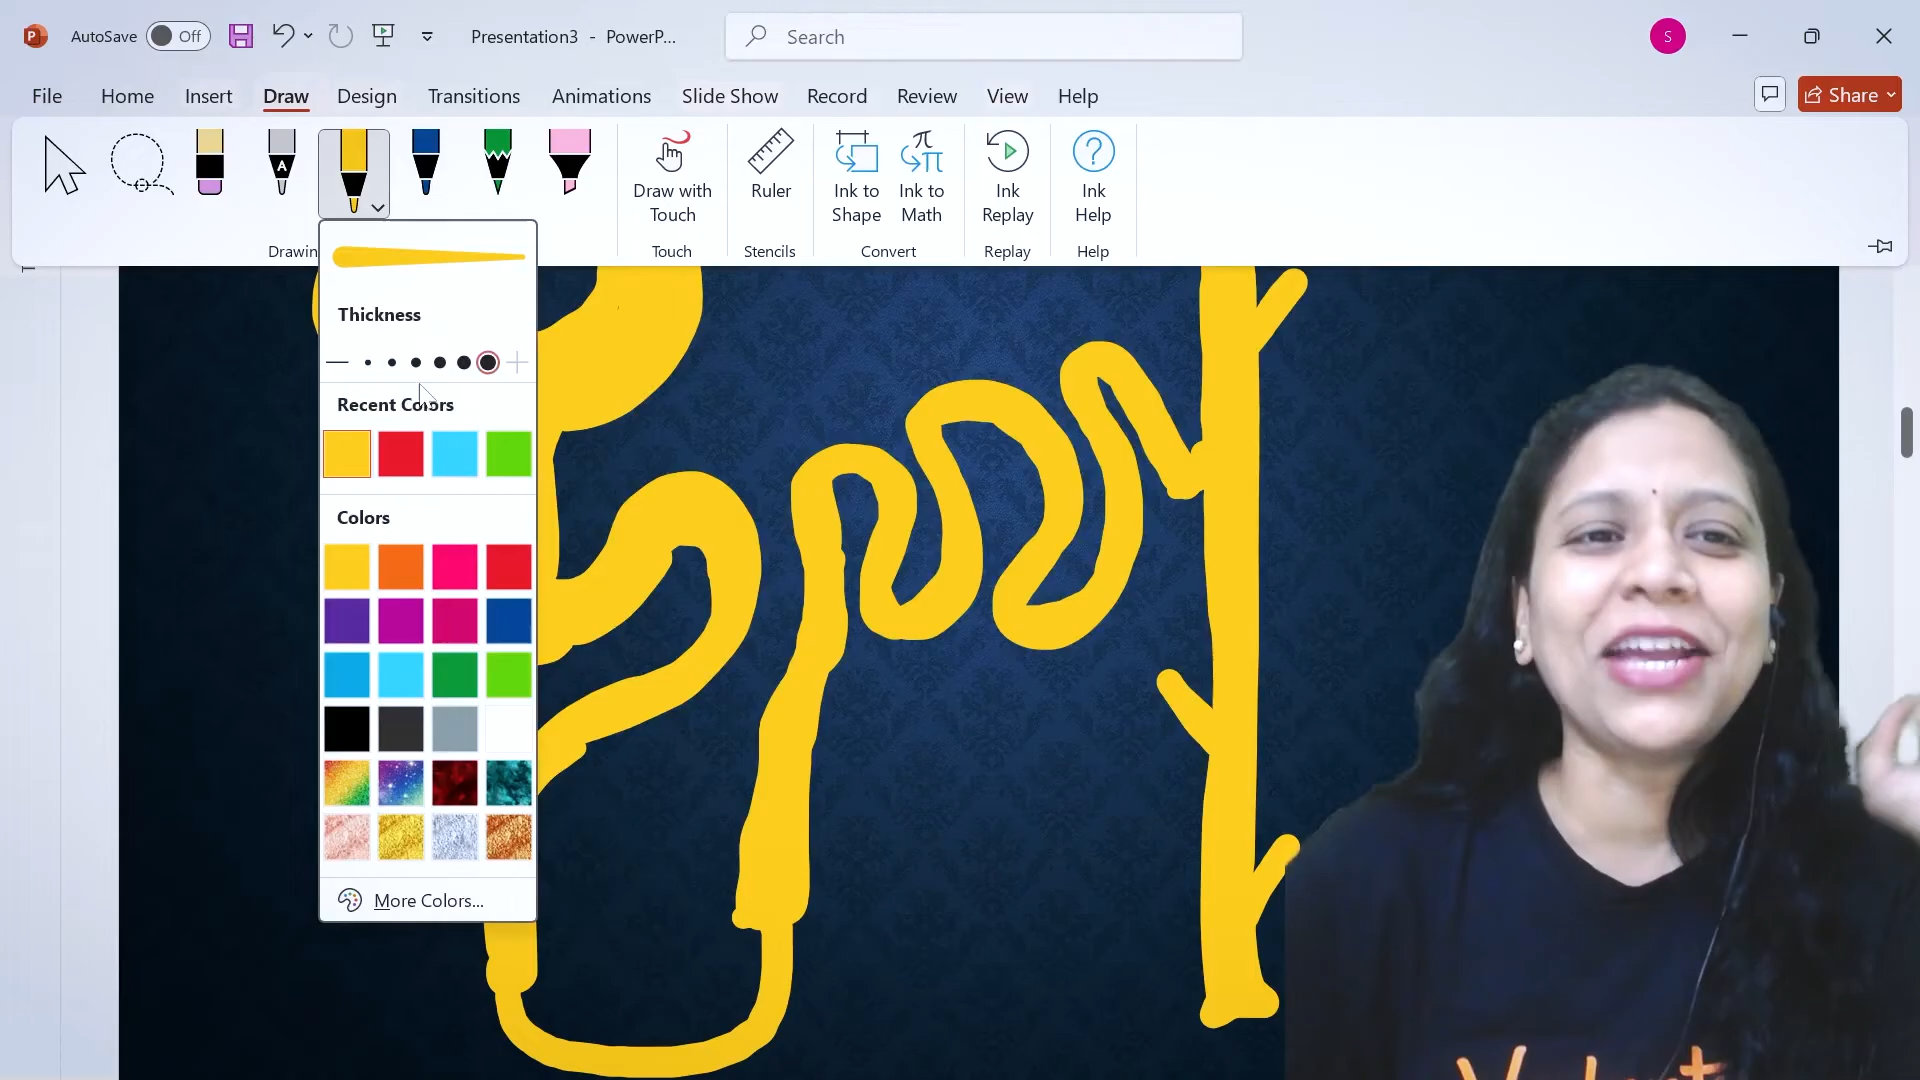 AutoSave Off Presentation3 - PowerP... Search S
File Home Insert Draw Design Transitions Animations Slide Show Record Review View Help Share
Draw with Touch
Ruler
Ink to Shape
Ink to Math
Ink Replay
Ink Help
Drawin
Touch
Stencils
Convert
Replay
Help
Thickness
Recent Colors
Colors
More Colors...